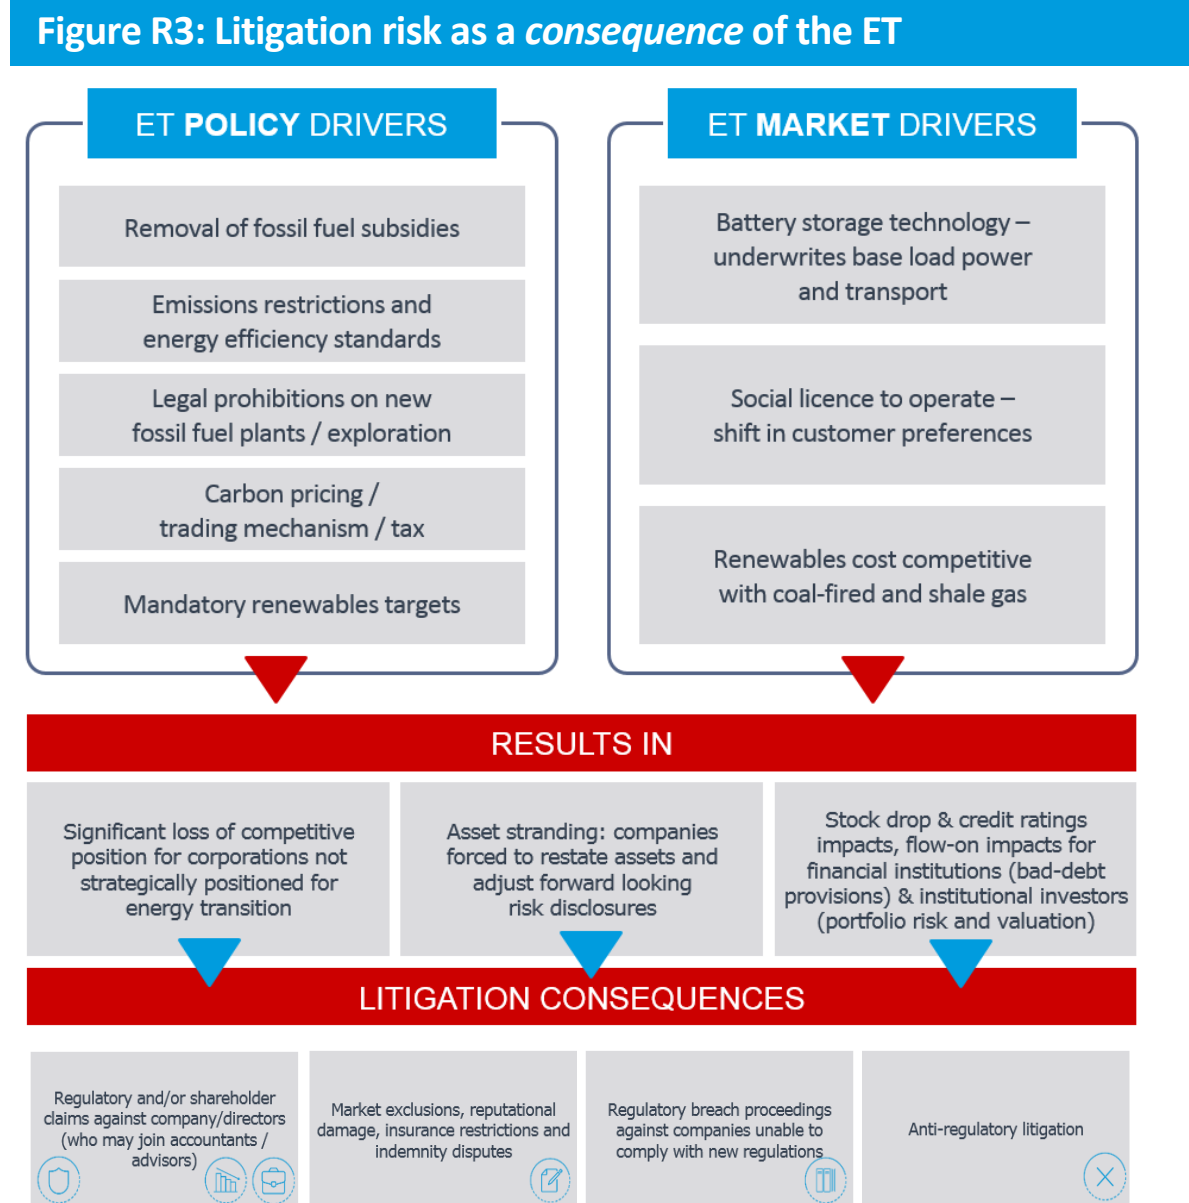 Figure R3: Litigation risk as a consequence of the ET
ET POLICY DRIVERS
Removal of fossil fuel subsidies
Emissions restrictions and
energy efficiency standards
Legal prohibitions on new
fossil fuel plants / exploration
Carbon pricing /
trading mechanism / tax
Mandatory renewables targets
ET MARKET DRIVERS
Battery storage technology –
underwrites base load power
and transport
Social licence to operate –
shift in customer preferences
Renewables cost competitive
with coal-fired and shale gas
RESULTS IN
Significant loss of competitive
position for corporations not
strategically positioned for
energy transition
Asset stranding: companies
forced to restate assets and
adjust forward looking
risk disclosures
Stock drop & credit ratings
impacts, flow-on impacts for
financial institutions (bad-debt
provisions) & institutional investors
(portfolio risk and valuation)
LITIGATION CONSEQUENCES
Regulatory and/or shareholder
claims against company/directors
(who may join accountants /
advisors)
Market exclusions, reputational
damage, insurance restrictions and
indemnity disputes
Regulatory breach proceedings
against companies unable to
comply with new regulations
Anti-regulatory litigation